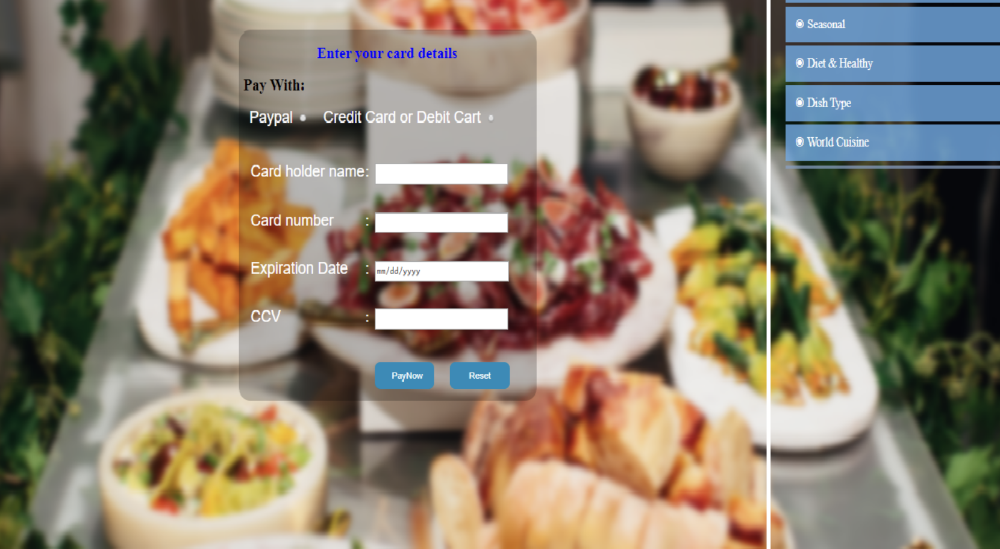 Enter your card details
Pay With:
Paypal Credit Card or Debit Cart
Card holder name:
Card number :
Expiration Date : mm/dd/yyyy
CCV :
PayNow Reset
Seasonal
Diet & Healthy
Dish Type
World Cuisine